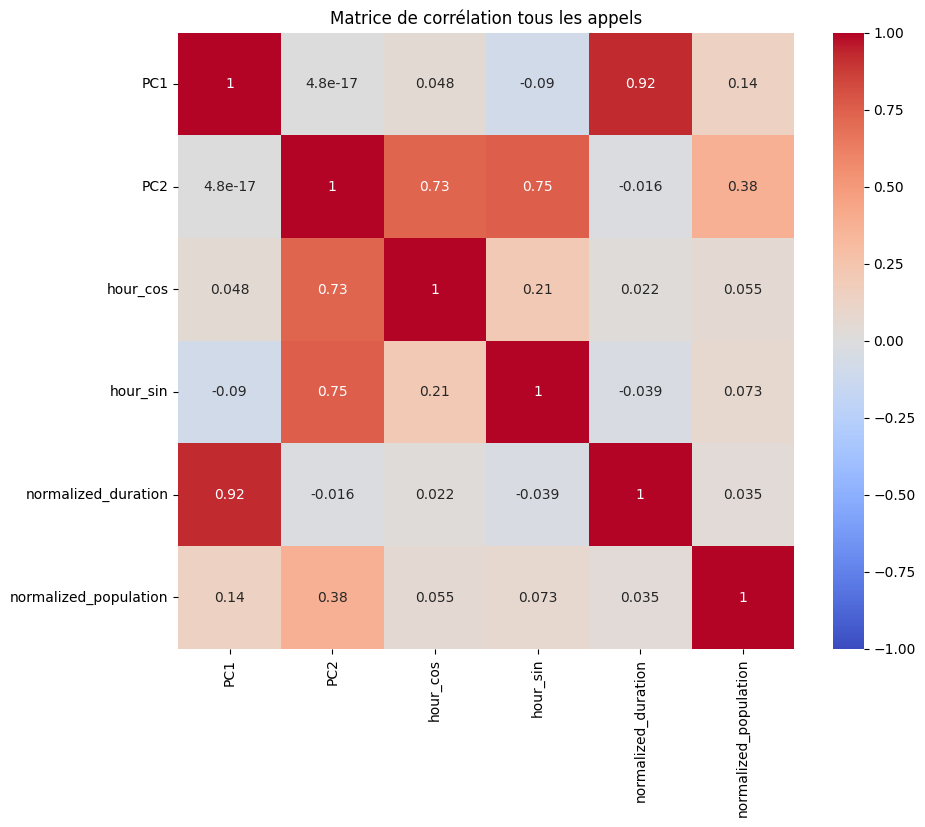 Matrice de corrélation tous les appels
PC1 1 4.8e-17 0.048 -0.09 0.92 0.14
PC2 4.8e-17 1 0.73 0.75 -0.016 0.38
hour_cos 0.048 0.73 1 0.21 0.022 0.055
hour_sin -0.09 0.75 0.21 1 -0.039 0.073
normalized_duration 0.92 -0.016 0.022 -0.039 1 0.035
normalized_population 0.14 0.38 0.055 0.073 0.035 1
PC1
PC2
hour_cos
hour_sin
normalized_duration
normalized_population
1.00
0.75
0.50
0.25
0.00
−0.25
−0.50
−0.75
−1.00